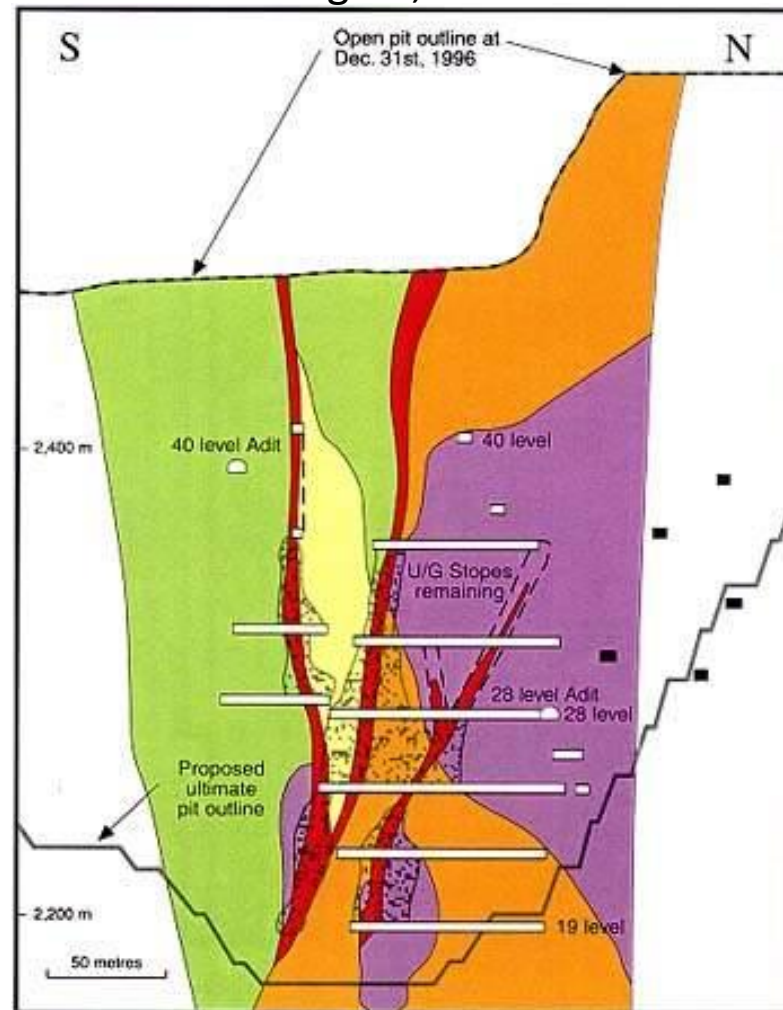 S
Open pit outline at
Dec. 31st, 1996
N
2,400 m
40 level Adit
40 level
U/G Stopes
remaining
28 level Adit
28 level
Proposed
ultimate
pit outline
2,200 m
19 level
50 metres